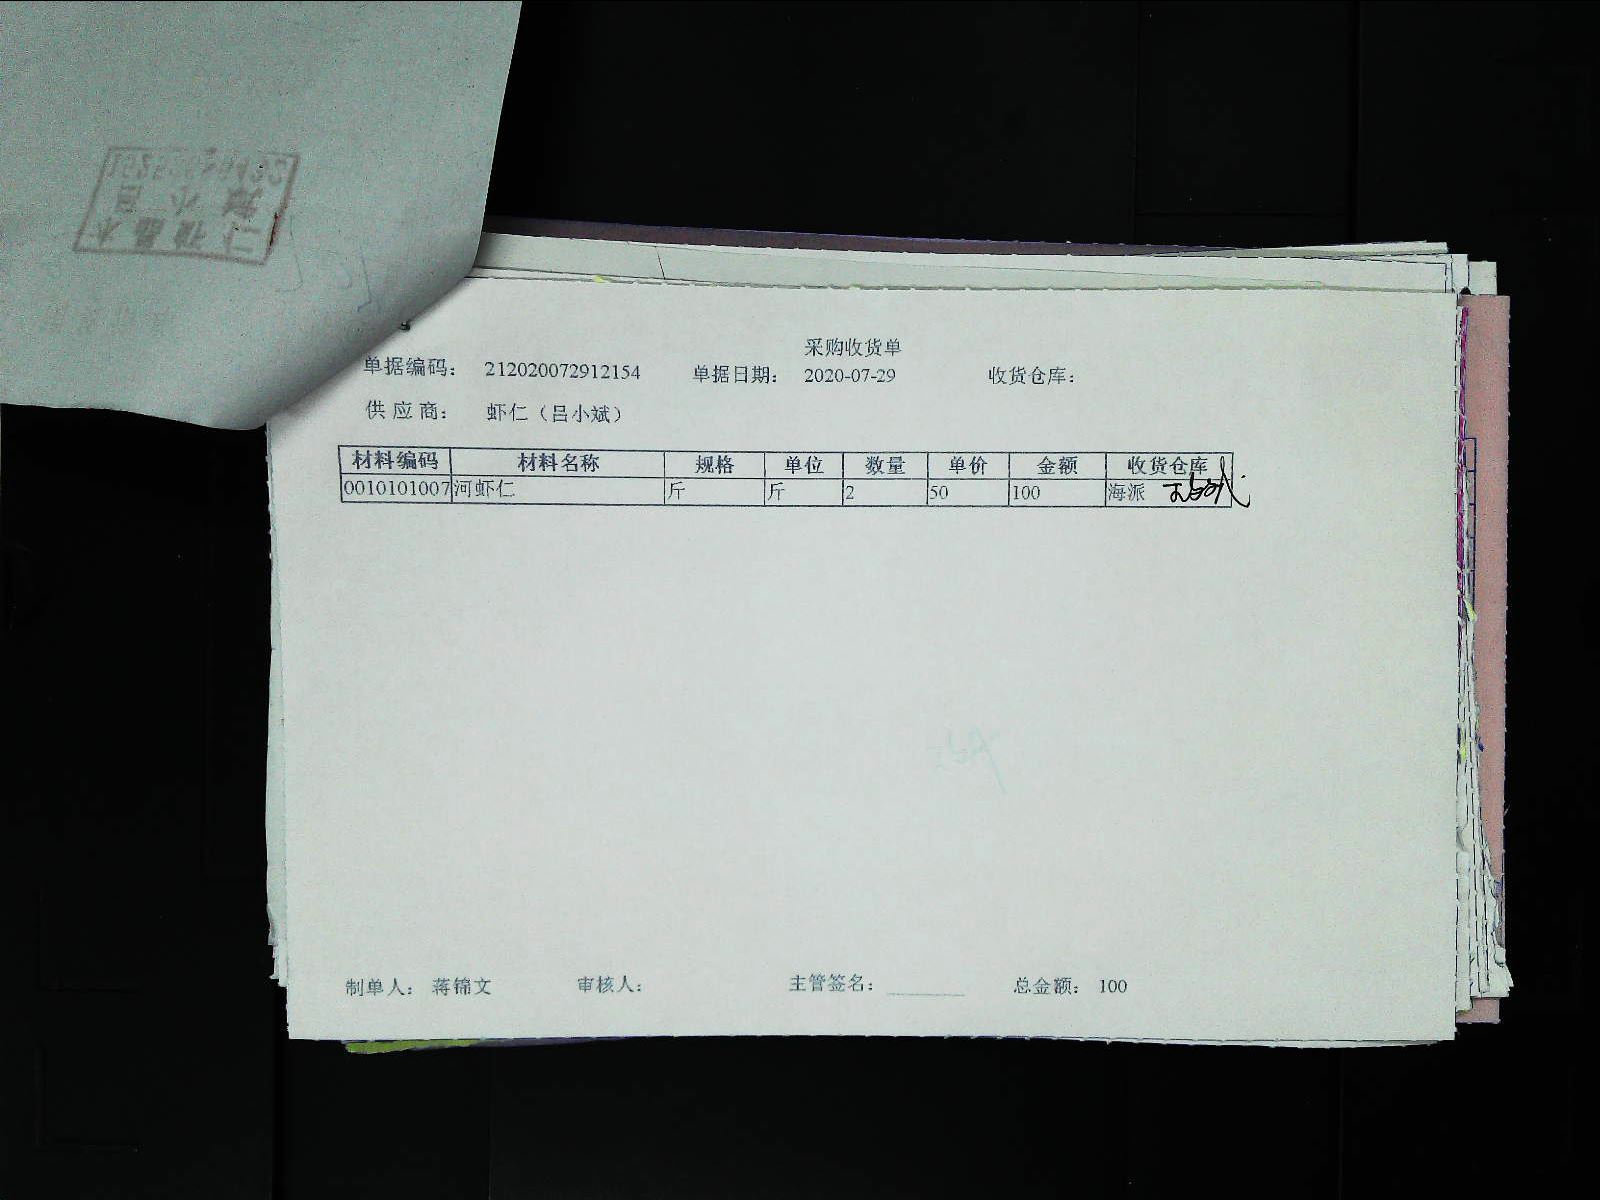 采购收货单
单据编码： 212020072912154 单据日期： 2020-07-29 收货仓库：
供应商： 虾仁（吕小斌）
材料编码 材料名称 规格 单位 数量 单价 金额 收货仓库
0010101007 河虾仁 斤 斤 2 50 100 海派
制单人： 蒋锦文 审核人： 主管签名： 总金额： 100